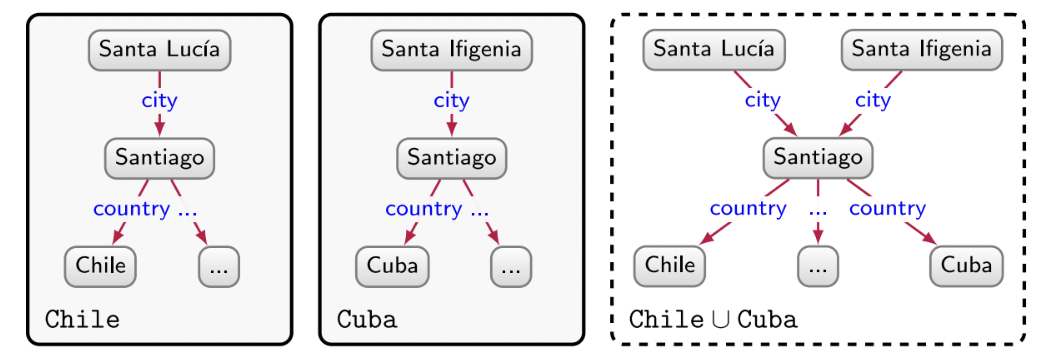 Santa Lucía
city
Santiago
country ...
Chile
...
Chile
Santa Ifigenia
city
Santiago
country ...
Cuba
...
Cuba
Santa Lucía Santa Ifigenia
city city
Santiago
country ... country
Chile ... Cuba
Chile ∪ Cuba